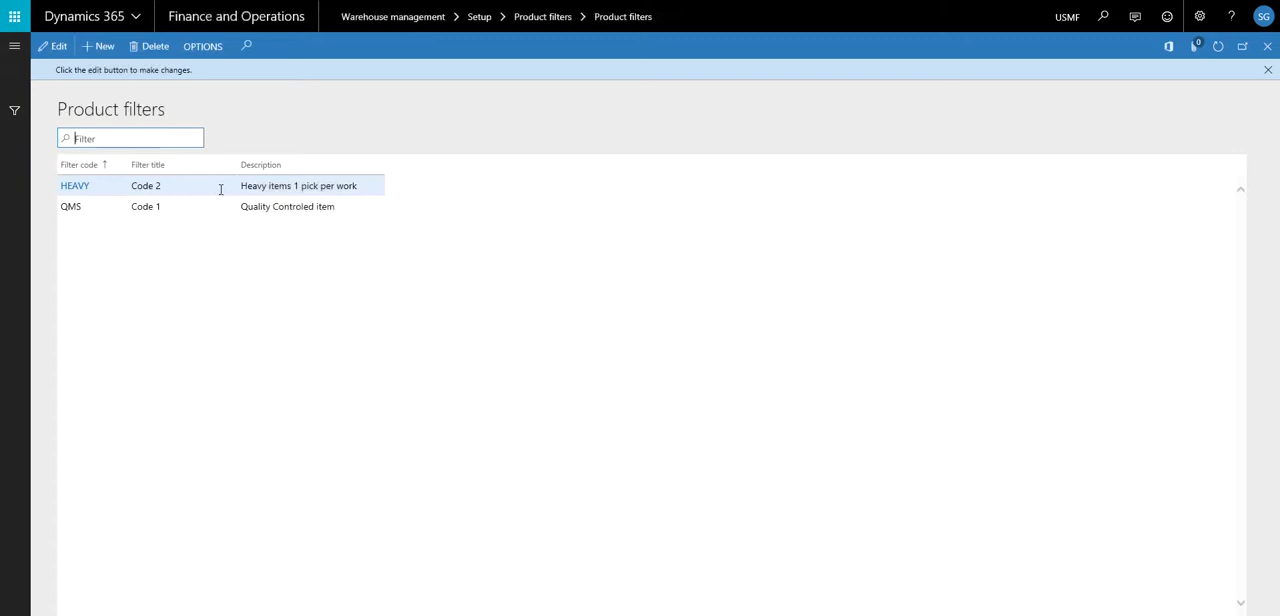 Dynamics 365 Finance and Operations Warehouse management Setup Product filters Product filters USMF ? SG
Edit New Delete OPTIONS 0
Click the edit button to make changes.
Product filters
Filter
Filter code Filter title Description
HEAVY Code 2 Heavy items 1 pick per work
QMS Code 1 Quality Controled item